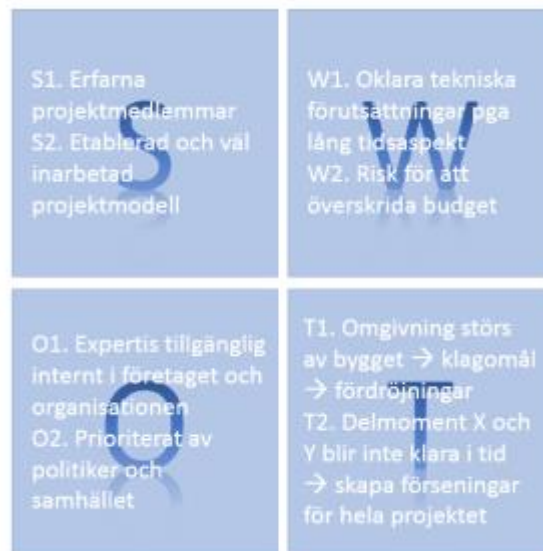 S
S1. Erfarna
projektmedlemmar
S2. Etablerad och väl
inarbetad
projektmodell
W
W1. Oklara tekniska
förutsättningar pga
lång tidsaspekt
W2. Risk för att
överskrida budget
O
O1. Expertis tillgänglig
internt i företaget och
organisationen
O2. Prioriterat av
politiker och
samhället
T
T1. Omgivning störs
av bygget → klagomål
→ fördröjningar
T2. Delmoment X och
Y blir inte klara i tid
→ skapa förseningar
för hela projektet